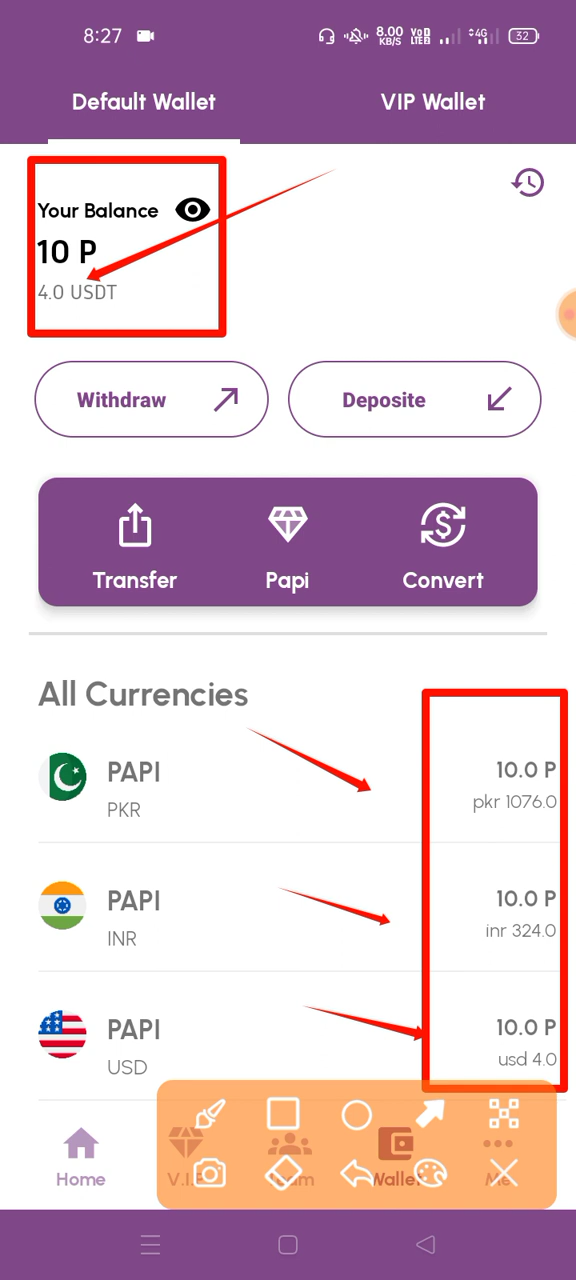 8:27
8.00 KB/S
VoD LTE
4G
32
Default Wallet
VIP Wallet
Your Balance
10 P
4.0 USDT
Withdraw
Deposite
Transfer
Papi
Convert
All Currencies
PAPI
10.0 P
PKR
pkr 1076.0
PAPI
10.0 P
INR
inr 324.0
PAPI
10.0 P
USD
usd 4.0
Home
V.I.P
Wallet
Me